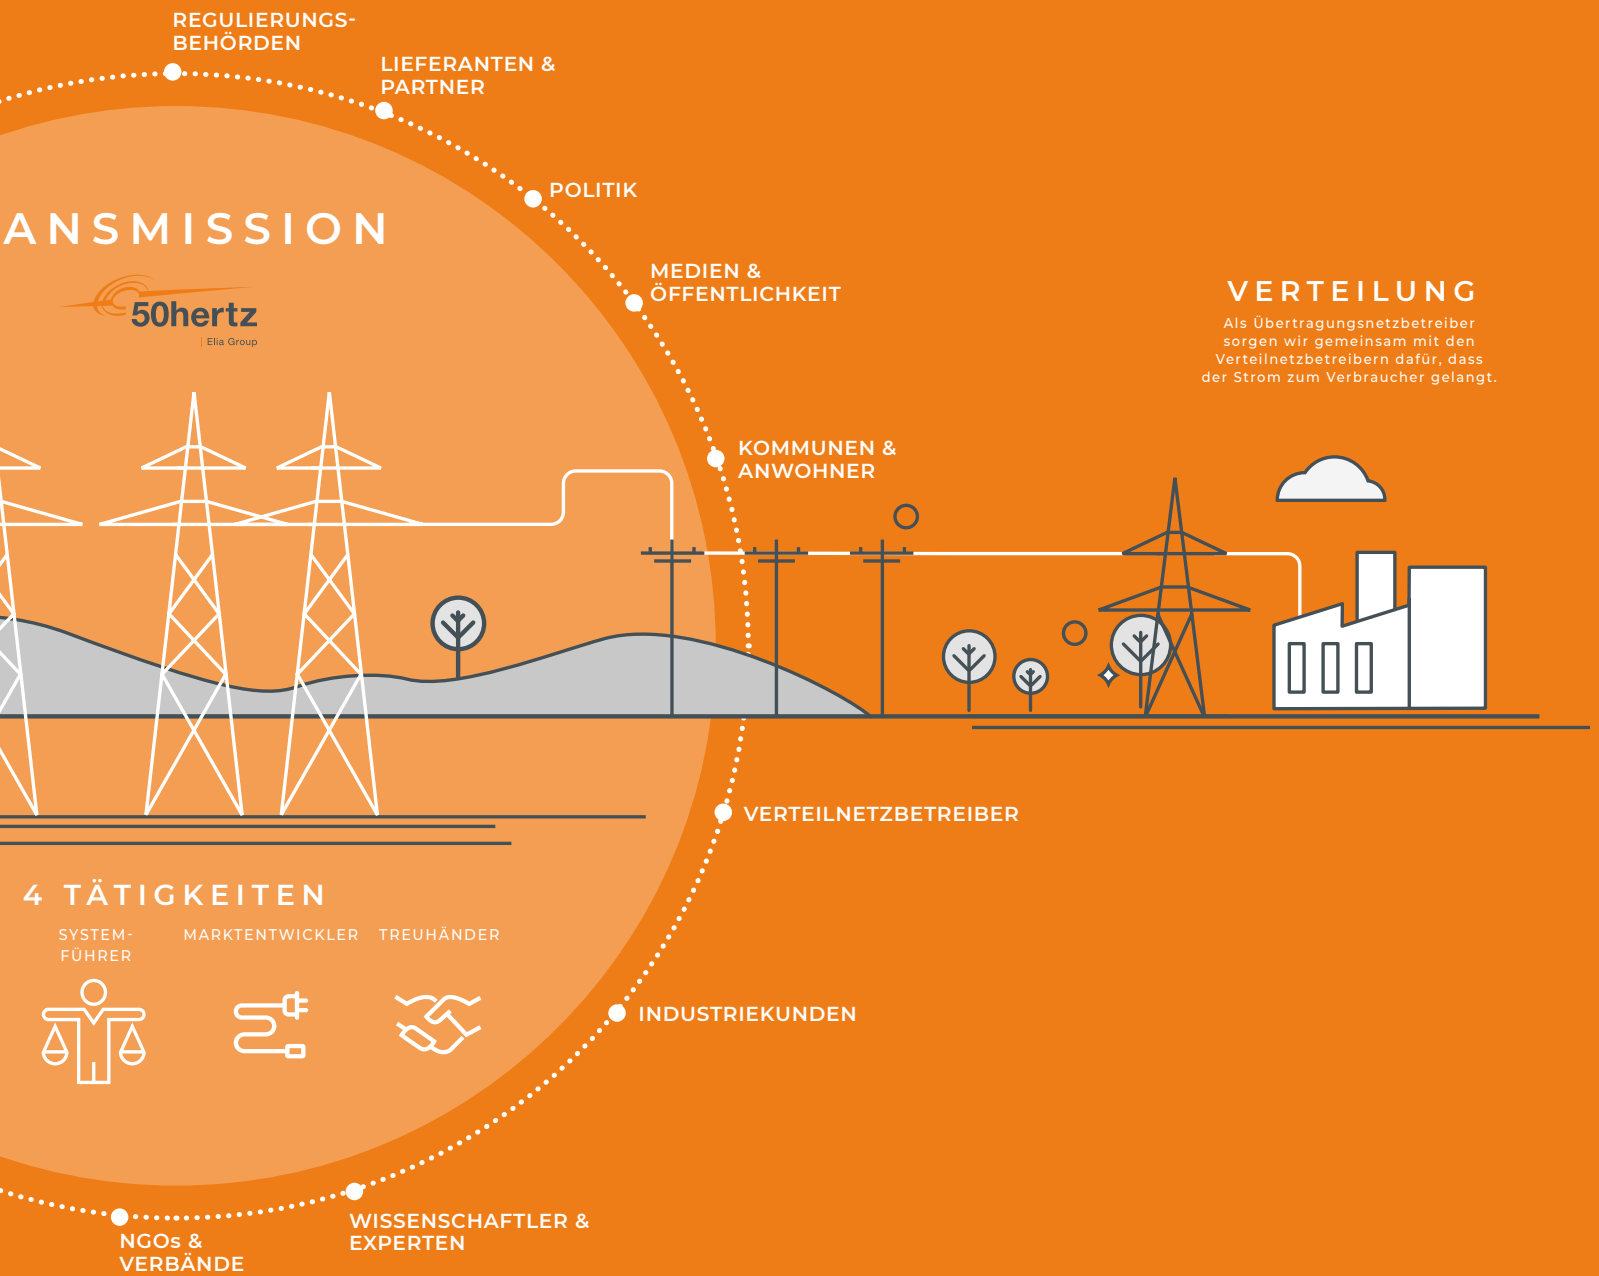 REGULIERUNGS-
BEHÖRDEN
LIEFERANTEN &
PARTNER
POLITIK
ANSMISSION
MEDIEN &
ÖFFENTLICHKEIT
50hertz
Elia Group
VERTEILUNG
Als Übertragungsnetzbetreiber
sorgen wir gemeinsam mit den
Verteilnetzbetreibern dafür, dass
der Strom zum Verbraucher gelangt.
KOMMUNEN &
ANWOHNER
VERTEILNETZBETREIBER
4 TÄTIGKEITEN
SYSTEM-
FÜHRER
MARKTENTWICKLER
TREUHÄNDER
INDUSTRIEKUNDEN
WISSENSCHAFTLER &
EXPERTEN
NGOs &
VERBÄNDE